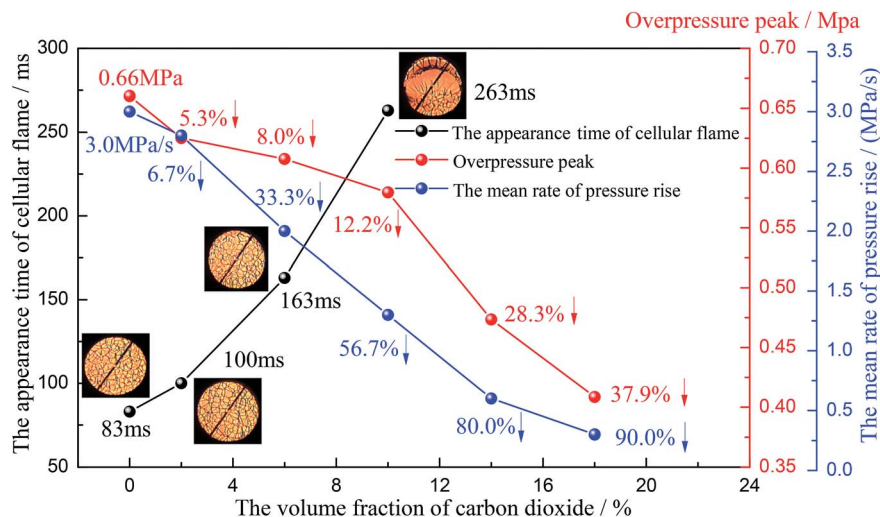 Overpressure peak / Mpa
The appearance time of cellular flame / ms
300
250
200
150
100
50
0.66MPa
3.0MPa/s
5.3% ↓
6.7% ↓
8.0% ↓
33.3% ↓
263ms
The appearance time of cellular flame
Overpressure peak
The mean rate of pressure rise
12.2% ↓
163ms
56.7% ↓
28.3% ↓
100ms
83ms
80.0% ↓
37.9% ↓
90.0% ↓
0 4 8 12 16 20 24
The volume fraction of carbon dioxide / %
0.70
0.65
0.60
0.55
0.50
0.45
0.40
0.35
3.5
3.0
2.5
2.0
1.5
1.0
0.5
0.0
The mean rate of pressure rise / (MPa/s)